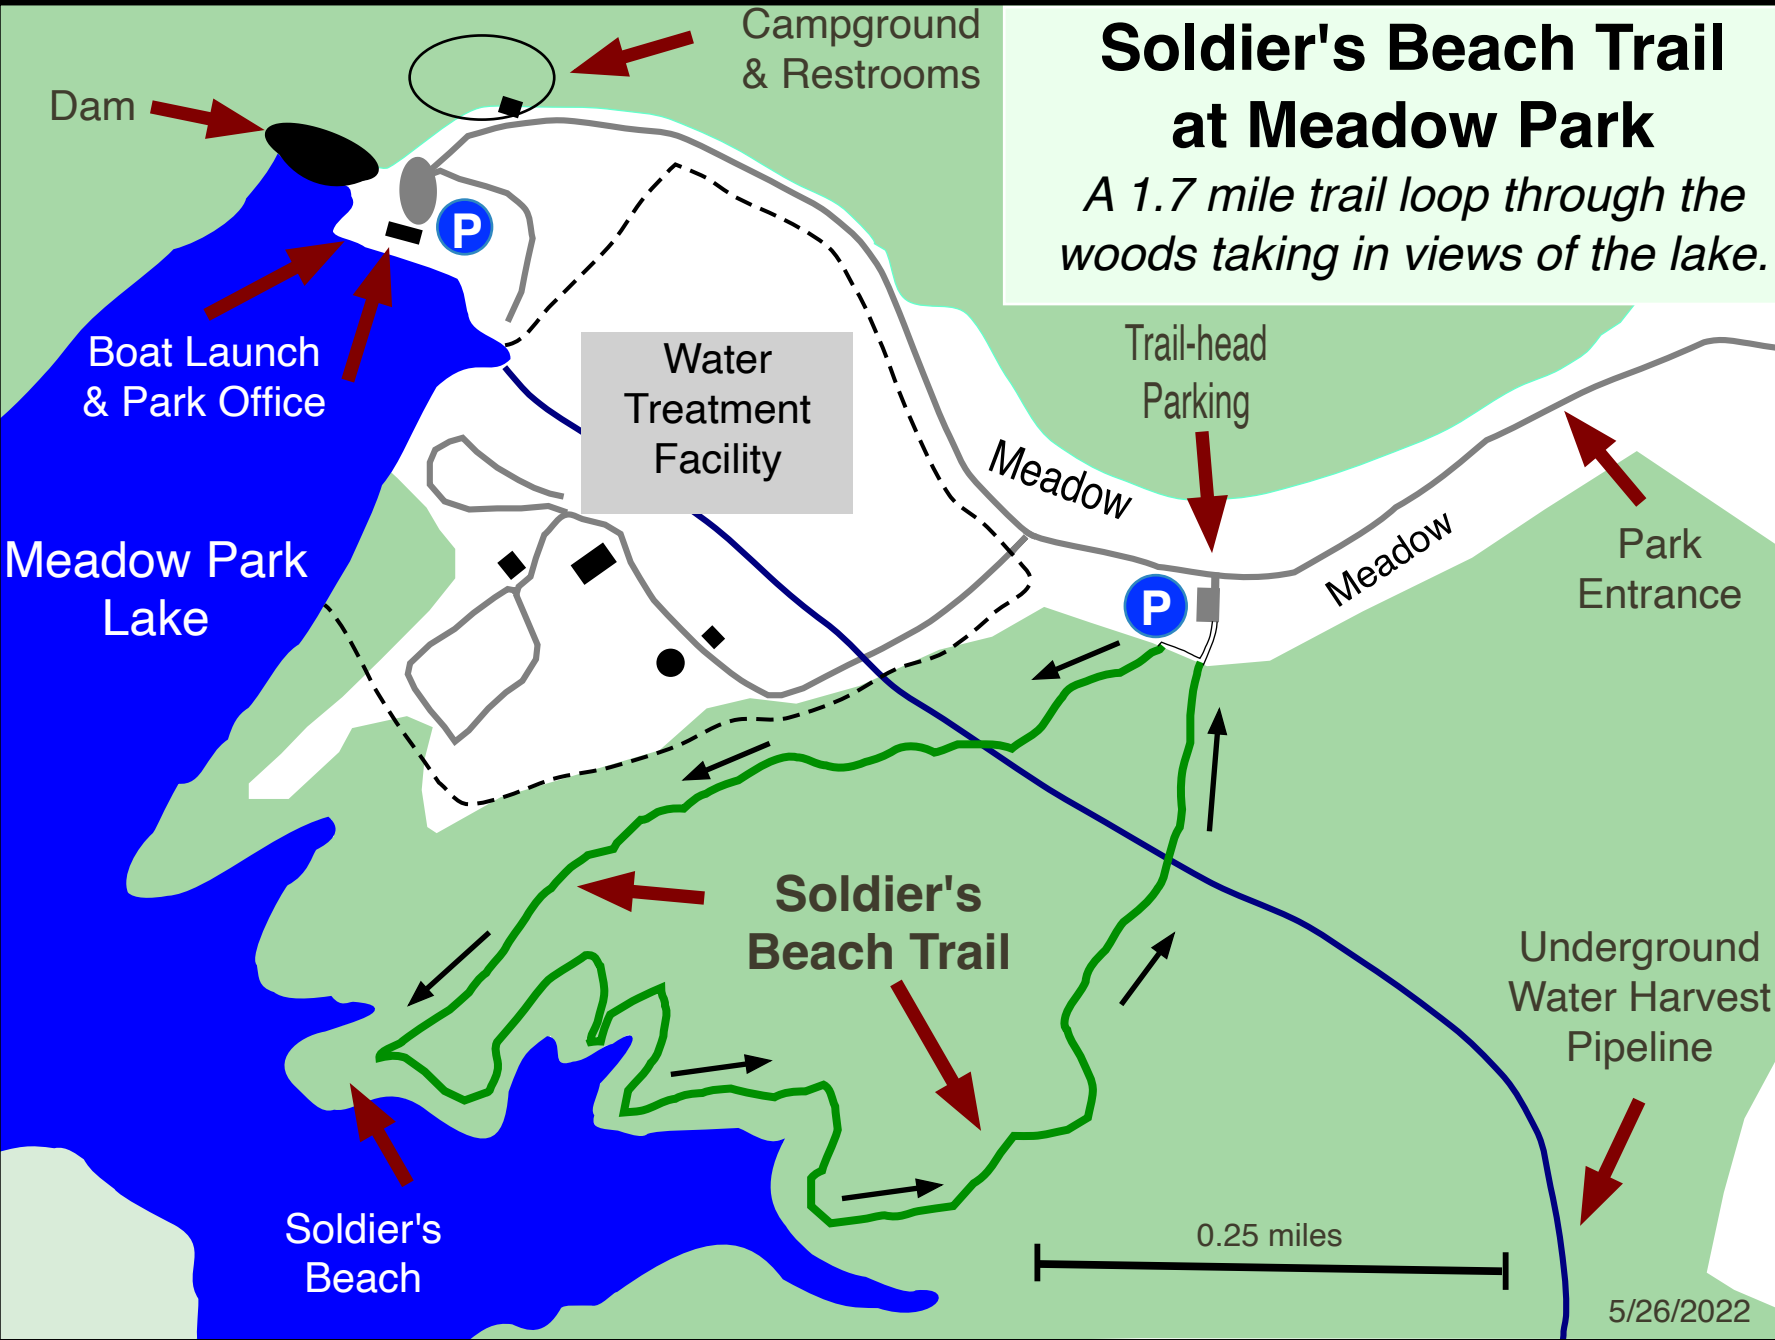 Soldier's Beach Trail
at Meadow Park
A 1.7 mile trail loop through the
woods taking in views of the lake.
Campground
& Restrooms
Dam
P
Boat Launch
& Park Office
Water
Treatment
Facility
Trail-head
Parking
Meadow
Meadow
Park
Entrance
P
Meadow Park
Lake
Soldier's
Beach Trail
Underground
Water Harvest
Pipeline
Soldier's
Beach
0.25 miles
5/26/2022